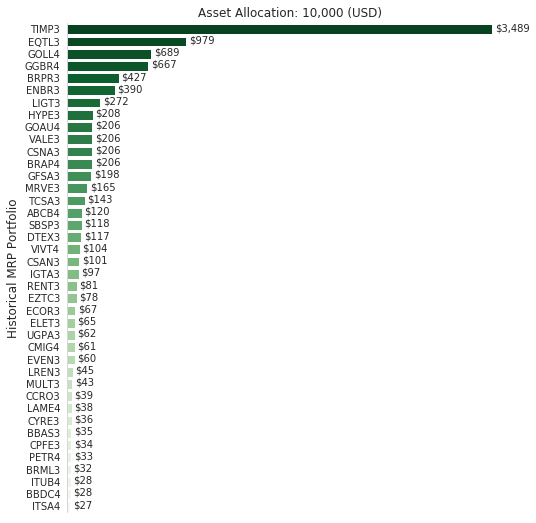 Asset Allocation: 10,000 (USD)
Historical MRP Portfolio
TIMP3 $3,489
EQTL3 $979
GOLL4 $689
GGBR4 $667
BRPR3 $427
ENBR3 $390
LIGT3 $272
HYPE3 $208
GOAU4 $206
VALE3 $206
CSNA3 $206
BRAP4 $206
GFSA3 $198
MRVE3 $165
TCSA3 $143
ABCB4 $120
SBSP3 $118
DTEX3 $117
VIVT4 $104
CSAN3 $101
IGTA3 $97
RENT3 $81
EZTC3 $78
ECOR3 $67
ELET3 $65
UGPA3 $62
CMIG4 $61
EVEN3 $60
LREN3 $45
MULT3 $43
CCRO3 $39
LAME4 $38
CYRE3 $36
BBAS3 $35
CPFE3 $34
PETR4 $33
BRML3 $32
ITUB4 $28
BBDC4 $28
ITSA4 $27